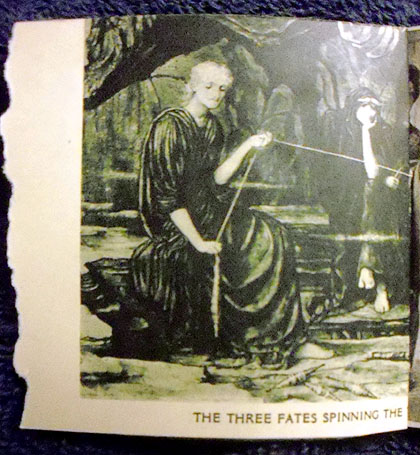 THE THREE FATES SPINNING THE